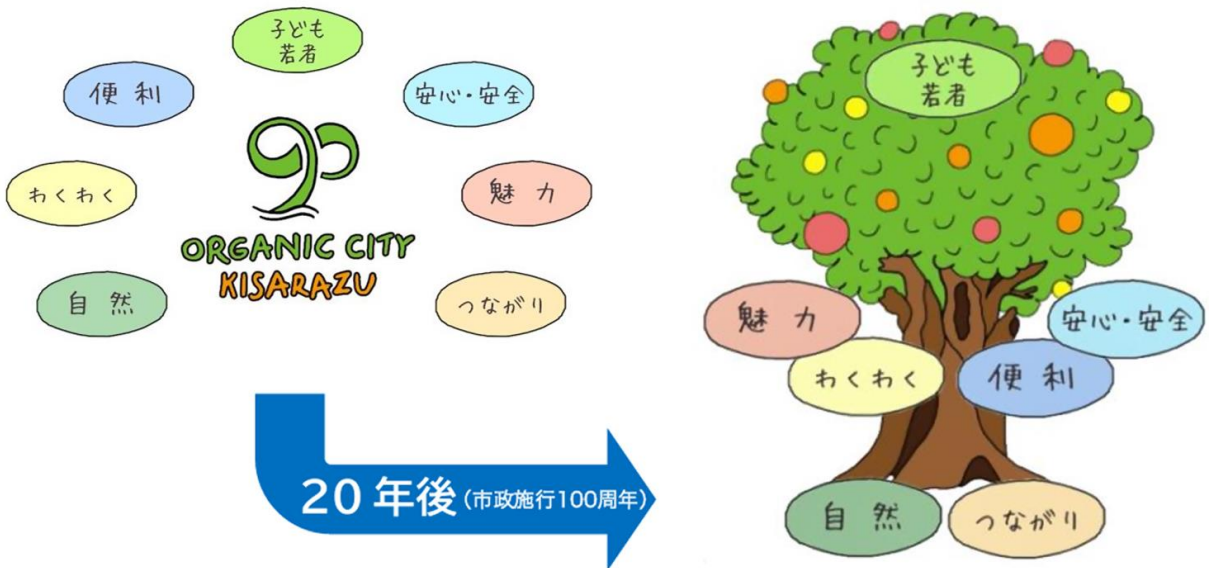 子ども
若者
便利
安心・安全
わくわく
魅力
ORGANIC CITY
KISARAZU
自然
つながり
20年後(市政施行100周年)
子ども
若者
魅力
安心・安全
わくわく
便利
自然
つながり